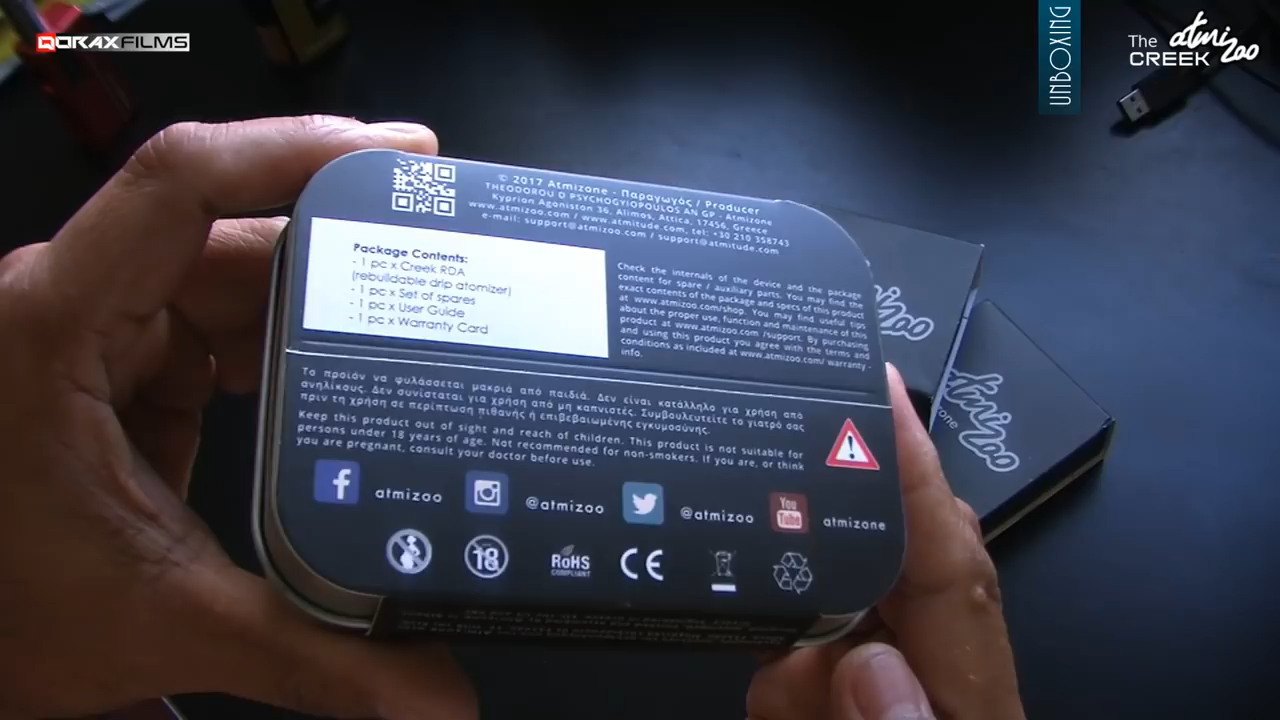 QORAXFILMS
UNBOXING
The atmizoo
CREEK
© 2017 Atmizone - Παραγωγός / Producer
THEODOROU D PSYCHOGYIOPOULOS AN GP - Atmizone
Kyprion Agoniston 36, Alimos, Attica, 17456, Greece
www.atmizoo.com / www.atmitude.com, tel: +30 210 358743
e-mail: support@atmizoo.com / support@atmitude.com
Package Contents:
- 1 pc x Creek RDA
(rebuildable drip atomizer)
- 1 pc x Set of spares
- 1 pc x User Guide
- 1 pc x Warranty Card
Check the internals of the device and the package
content for spare / auxiliary parts. You may find the
exact contents of the package and specs of this product
at www.atmizoo.com/shop. You may find useful tips
about the proper use, function and maintenance of this
product at www.atmizoo.com /support. By purchasing
and using this product you agree with the terms and
conditions as included at www.atmizoo.com/ warranty -
info.
Το προϊόν να φυλάσσεται μακριά από παιδιά. Δεν είναι κατάλληλο για χρήση από
ανηλίκους. Δεν συνίσταται για χρήση από μη καπνιστές. Συμβουλευτείτε το γιατρό σας
πριν τη χρήση σε περίπτωση πιθανής ή επιβεβαιωμένης εγκυμοσύνης.
Keep this product out of sight and reach of children. This product is not suitable for
persons under 18 years of age. Not recommended for non-smokers. If you are, or think
you are pregnant, consult your doctor before use.
f atmizoo @atmizoo @atmizoo You Tube atmizone
18 RoHS COMPLIANT CE
atmizoo
atmizoo